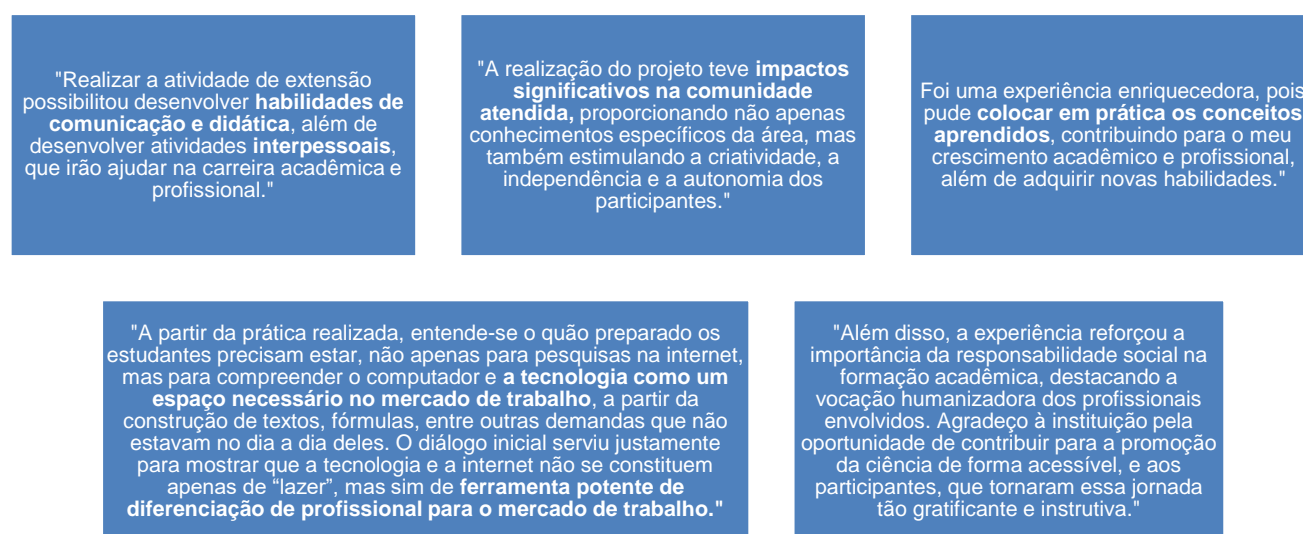 "Realizar a atividade de extensão
possibilitou desenvolver habilidades de
comunicação e didática, além de
desenvolver atividades interpessoais,
que irão ajudar na carreira acadêmica e
profissional."
"A realização do projeto teve impactos
significativos na comunidade
atendida, proporcionando não apenas
conhecimentos específicos da área, mas
também estimulando a criatividade, a
independência e a autonomia dos
participantes."
Foi uma experiência enriquecedora, pois
pude colocar em prática os conceitos
aprendidos, contribuindo para o meu
crescimento acadêmico e profissional,
além de adquirir novas habilidades."
"A partir da prática realizada, entende-se o quão preparado os
estudantes precisam estar, não apenas para pesquisas na internet,
mas para compreender o computador e a tecnologia como um
espaço necessário no mercado de trabalho, a partir da
construção de textos, fórmulas, entre outras demandas que não
estavam no dia a dia deles. O diálogo inicial serviu justamente
para mostrar que a tecnologia e a internet não se constituem
apenas de “lazer”, mas sim de ferramenta potente de
diferenciação de profissional para o mercado de trabalho."
"Além disso, a experiência reforçou a
importância da responsabilidade social na
formação acadêmica, destacando a
vocação humanizadora dos profissionais
envolvidos. Agradeço à instituição pela
oportunidade de contribuir para a promoção
da ciência de forma acessível, e aos
participantes, que tornaram essa jornada
tão gratificante e instrutiva."